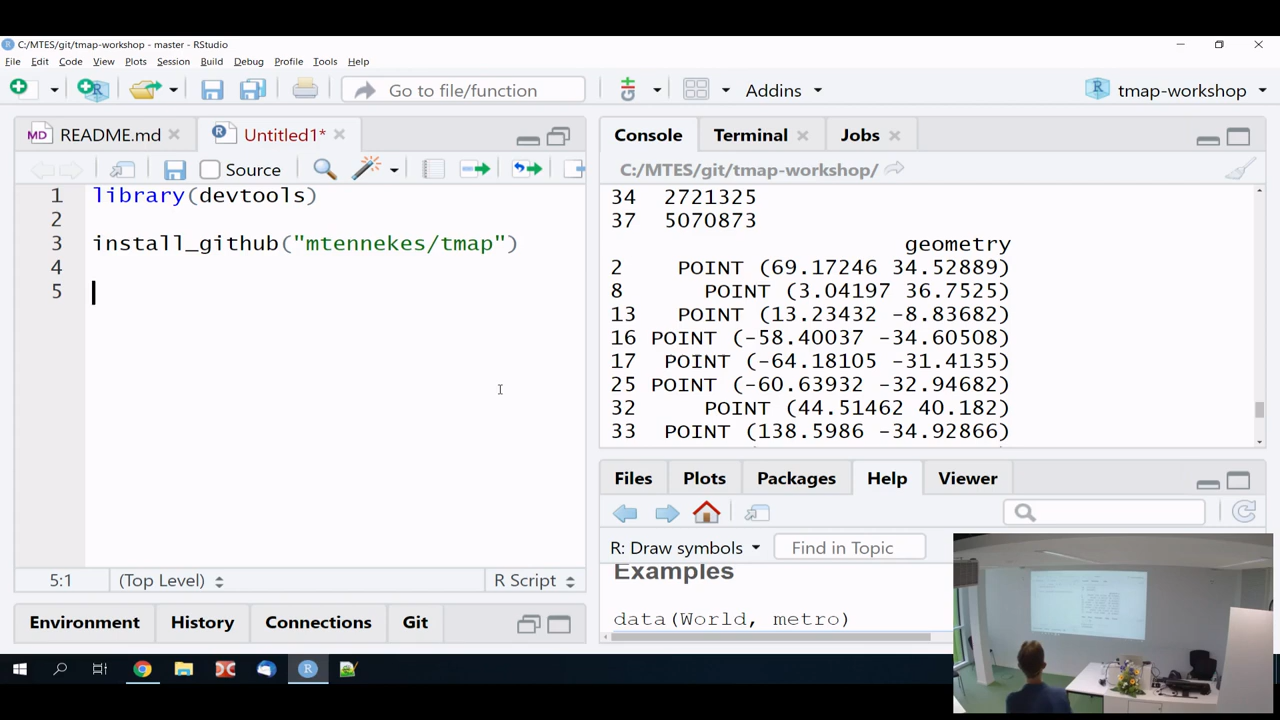 C:/MTES/git/tmap-workshop - master - RStudio
File Edit Code View Plots Session Build Debug Profile Tools Help
Go to file/function Addins tmap-workshop
README.md Untitled1*
Source
1 library(devtools)
2
3 install_github("mtennekes/tmap")
4
5
5:1 (Top Level) R Script
Environment History Connections Git
Console Terminal Jobs
C:/MTES/git/tmap-workshop/
34 2721325
37 5070873
geometry
2 POINT (69.17246 34.52889)
8 POINT (3.04197 36.7525)
13 POINT (13.23432 -8.83682)
16 POINT (-58.40037 -34.60508)
17 POINT (-64.18105 -31.4135)
25 POINT (-60.63932 -32.94682)
32 POINT (44.51462 40.182)
33 POINT (138.5986 -34.92866)
Files Plots Packages Help Viewer
R: Draw symbols Find in Topic
Examples
data(World, metro)